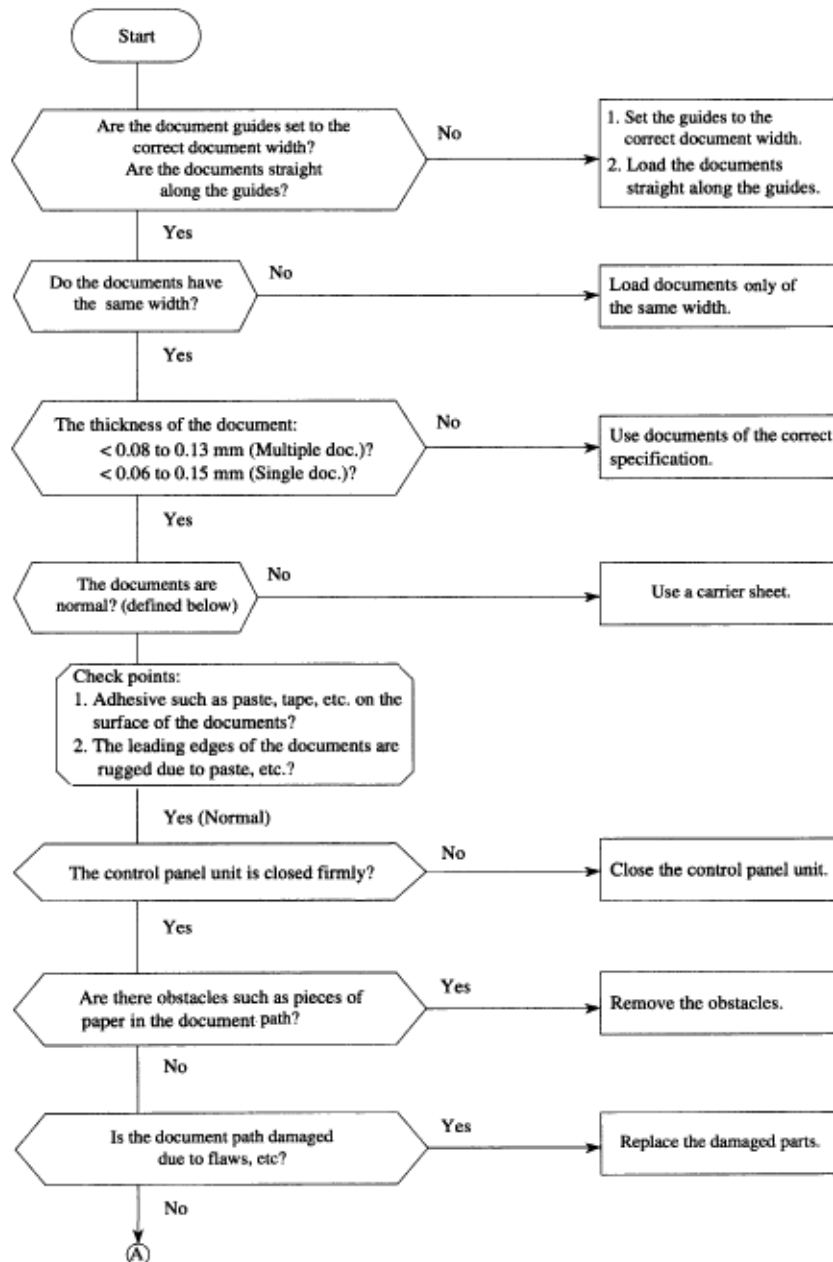 Start
Are the document guides set to the
correct document width?
Are the documents straight
along the guides?
No
1. Set the guides to the
correct document width.
2. Load the documents
straight along the guides.
Yes
Do the documents have
the same width?
No
Load documents only of
the same width.
Yes
The thickness of the document:
< 0.08 to 0.13 mm (Multiple doc.)?
< 0.06 to 0.15 mm (Single doc.)?
No
Use documents of the correct
specification.
Yes
The documents are
normal? (defined below)
No
Use a carrier sheet.
Check points:
1. Adhesive such as paste, tape, etc. on the
surface of the documents?
2. The leading edges of the documents are
rugged due to paste, etc.?
Yes (Normal)
The control panel unit is closed firmly?
No
Close the control panel unit.
Yes
Are there obstacles such as pieces of
paper in the document path?
Yes
Remove the obstacles.
No
Is the document path damaged
due to flaws, etc?
Yes
Replace the damaged parts.
No
A